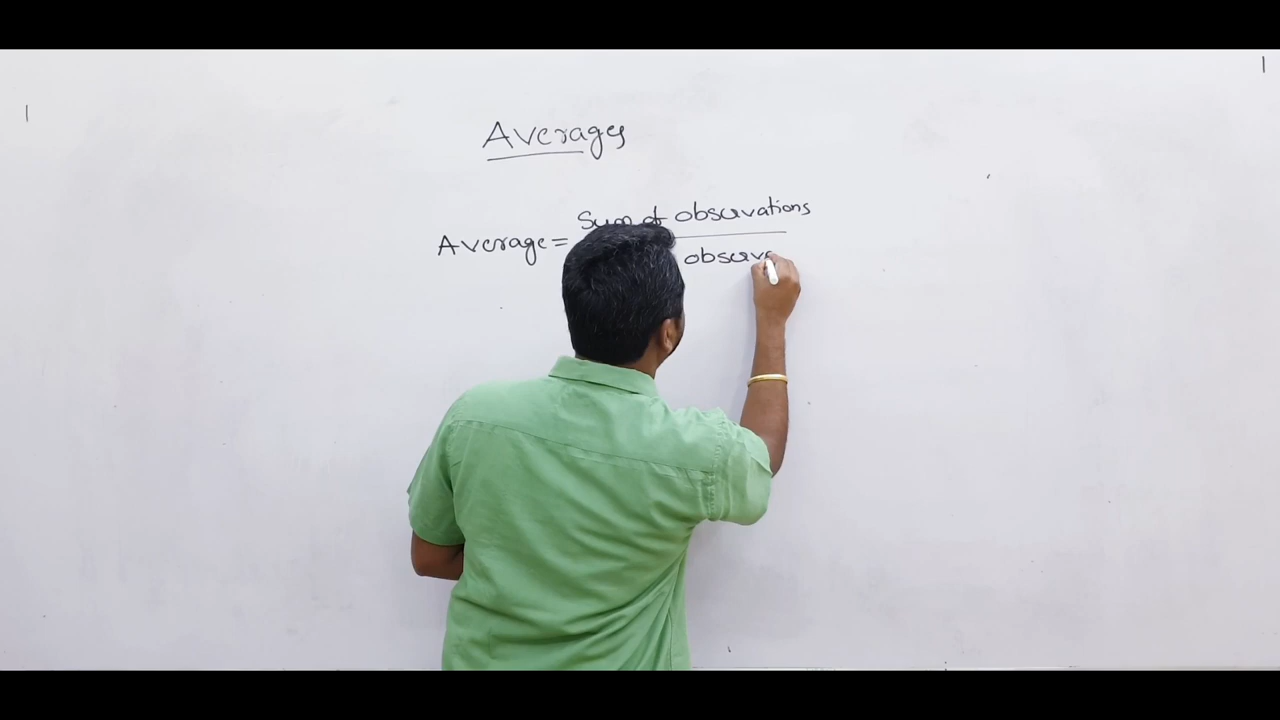 Averages
Sum of observations
Average =
observa